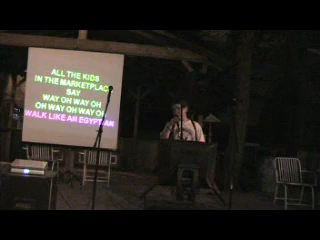 ALL THE KIDS
IN THE MARKETPLACE
SAY
WAY OH WAY OH
OH WAY OH WAY OH
WALK LIKE AN EGYPTIAN